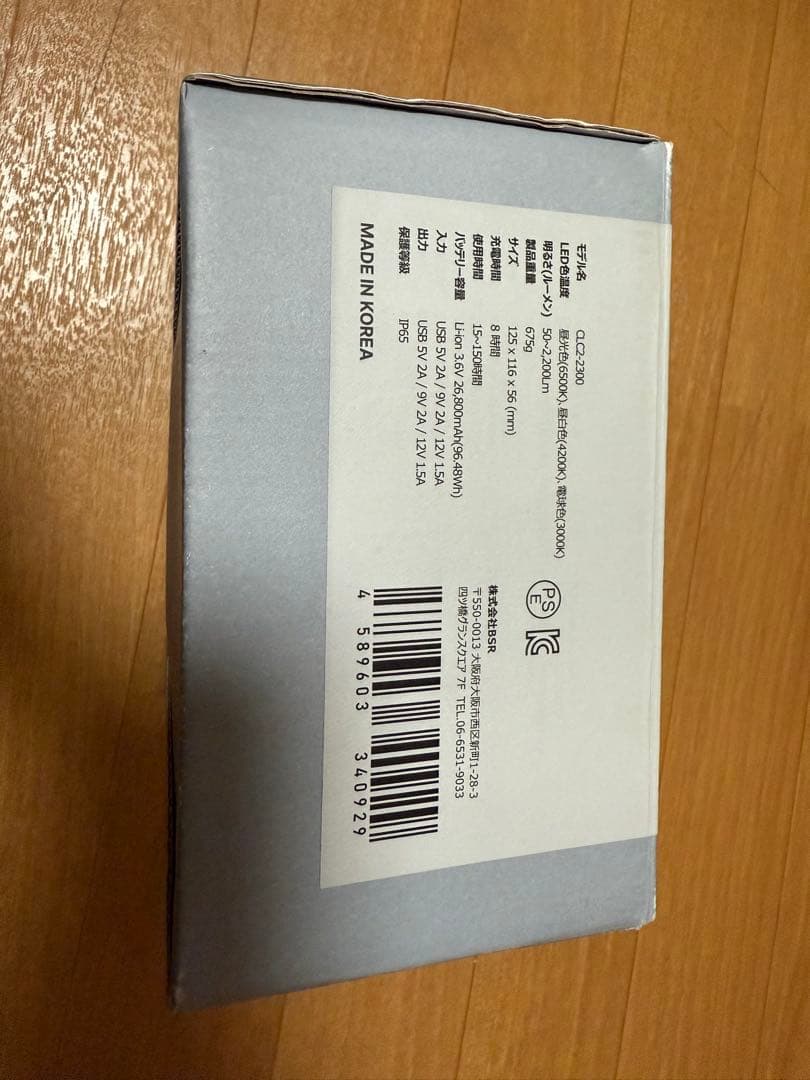 モデル名 CLC2-2300
LED色温度 昼光色(6500K), 昼白色(4200K), 電球色(3000K)
明るさ(ルーメン) 50~2,200Lm
製品重量 675g
サイズ 125 x 116 x 56 (mm)
充電時間 8 時間
使用時間 15~150時間
バッテリー容量 Li-ion 3.6V 26,800mAh(96.48Wh)
入力 USB 5V 2A / 9V 2A / 12V 1.5A
出力 USB 5V 2A / 9V 2A / 12V 1.5A
保護等級 IP65
MADE IN KOREA
PSE
株式会社BSR
〒550-0013 大阪府大阪市西区新町1-28-3
四ツ橋グランスクエア 7F TEL.06-6531-9033
4 589603 340929